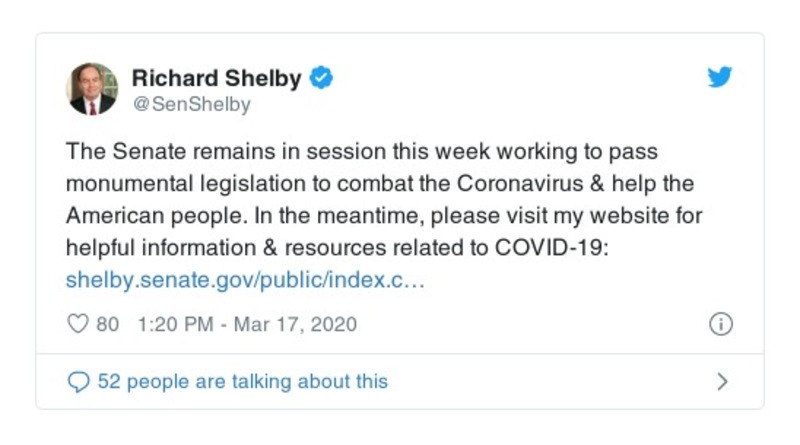 Richard Shelby
@SenShelby
The Senate remains in session this week working to pass
monumental legislation to combat the Coronavirus & help the
American people. In the meantime, please visit my website for
helpful information & resources related to COVID-19:
shelby.senate.gov/public/index.c…
80 1:20 PM - Mar 17, 2020
52 people are talking about this